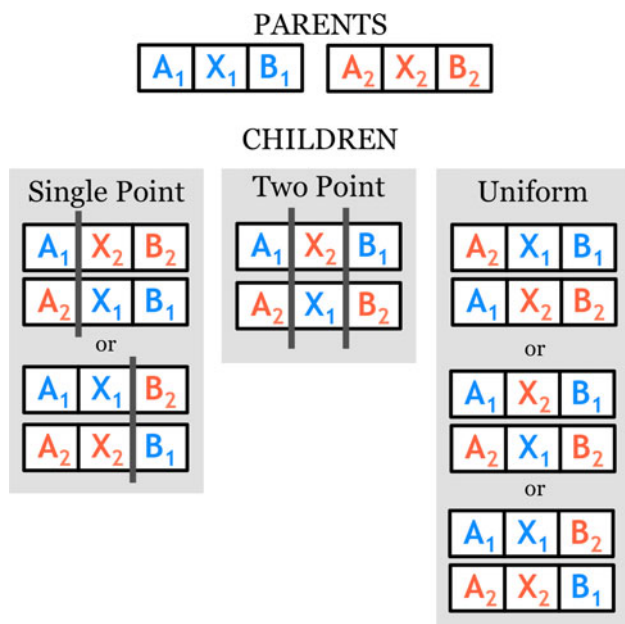 PARENTS
A₁ X₁ B₁ A₂ X₂ B₂
CHILDREN
Single Point
A₁ X₂ B₂
A₂ X₁ B₁
or
A₁ X₁ B₂
A₂ X₂ B₁
Two Point
A₁ X₂ B₁
A₂ X₁ B₂
Uniform
A₂ X₁ B₁
A₁ X₂ B₂
or
A₁ X₂ B₁
A₂ X₁ B₂
or
A₁ X₁ B₂
A₂ X₂ B₁